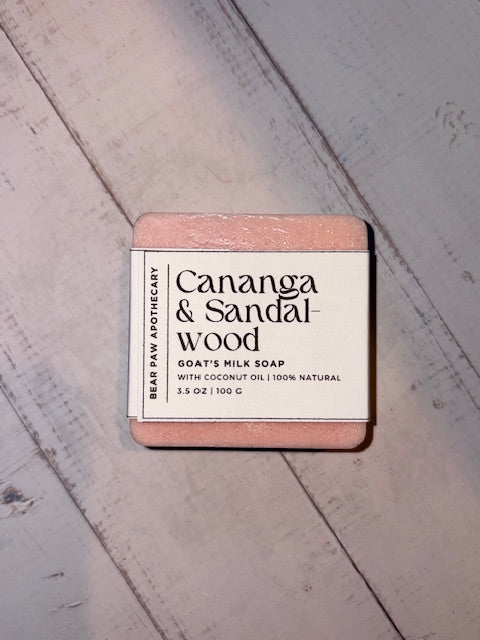 BEAR PAW APOTHECARY
Cananga
& Sandal-
wood
GOAT'S MILK SOAP
WITH COCONUT OIL | 100% NATURAL
3.5 OZ | 100 G